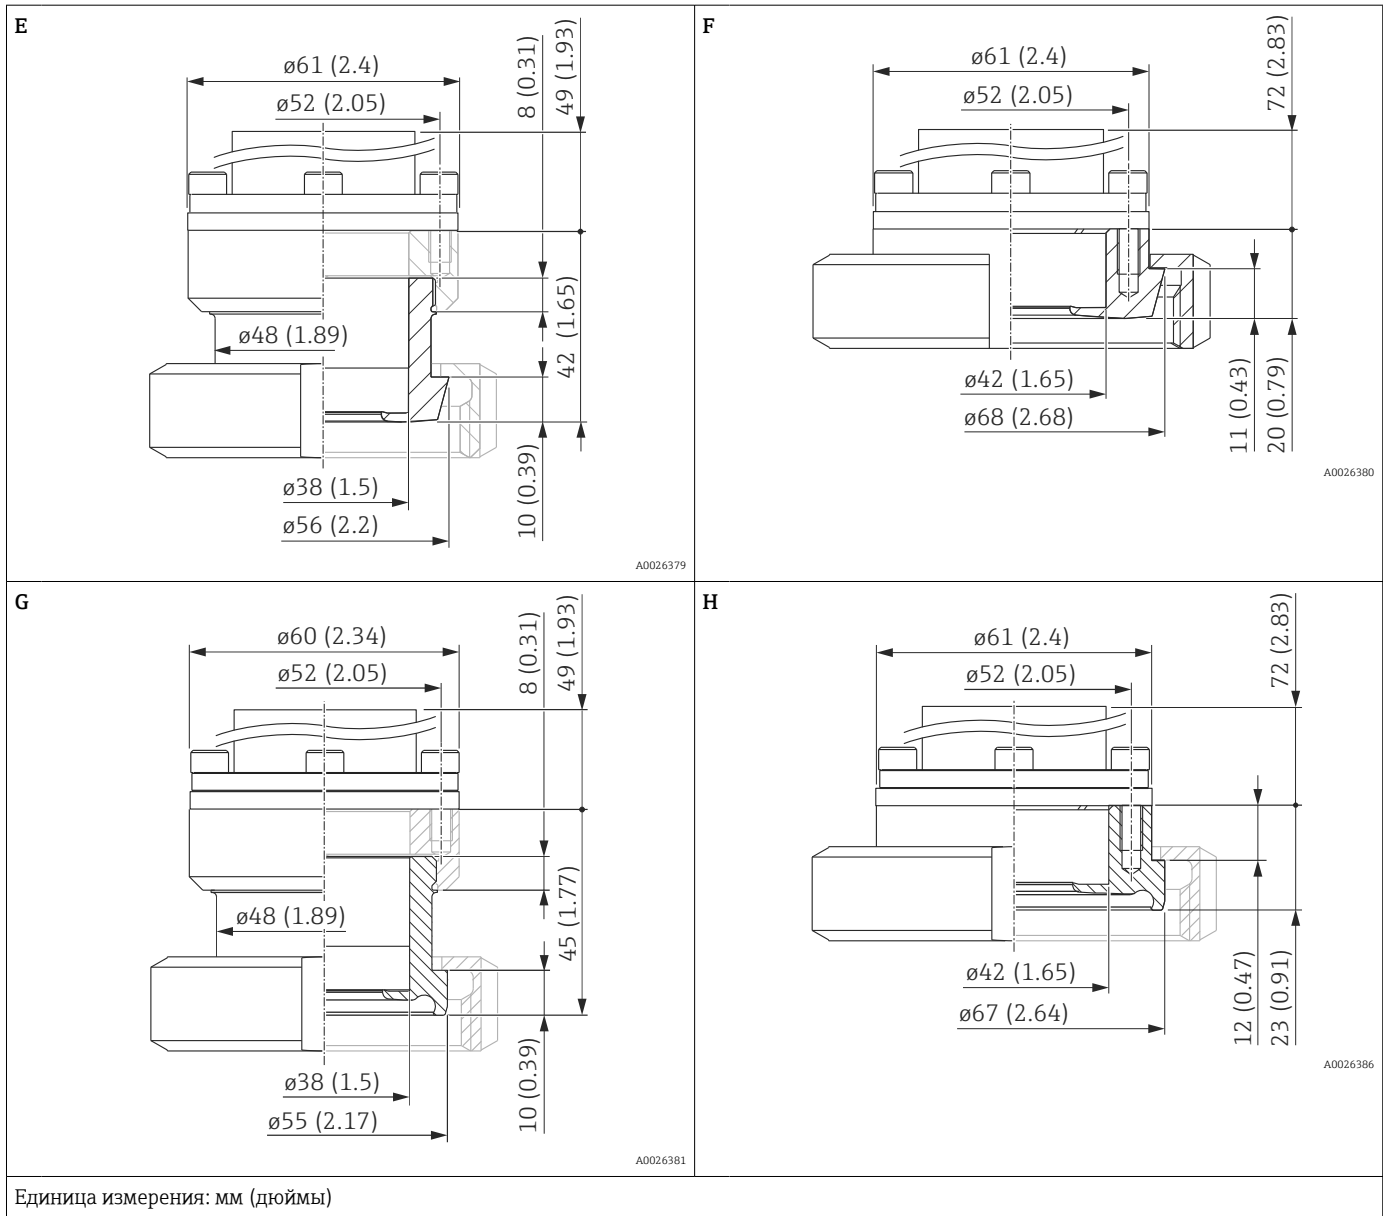 E
ø61 (2.4)
ø52 (2.05)
8 (0.31)
49 (1.93)
ø48 (1.89)
42 (1.65)
ø38 (1.5)
ø56 (2.2)
10 (0.39)
A0026379
F
ø61 (2.4)
ø52 (2.05)
72 (2.83)
ø42 (1.65)
ø68 (2.68)
11 (0.43)
20 (0.79)
A0026380
G
ø60 (2.34)
ø52 (2.05)
8 (0.31)
49 (1.93)
ø48 (1.89)
45 (1.77)
ø38 (1.5)
ø55 (2.17)
10 (0.39)
A0026381
H
ø61 (2.4)
ø52 (2.05)
72 (2.83)
ø42 (1.65)
ø67 (2.64)
12 (0.47)
23 (0.91)
A0026386
Единица измерения: мм (дюймы)